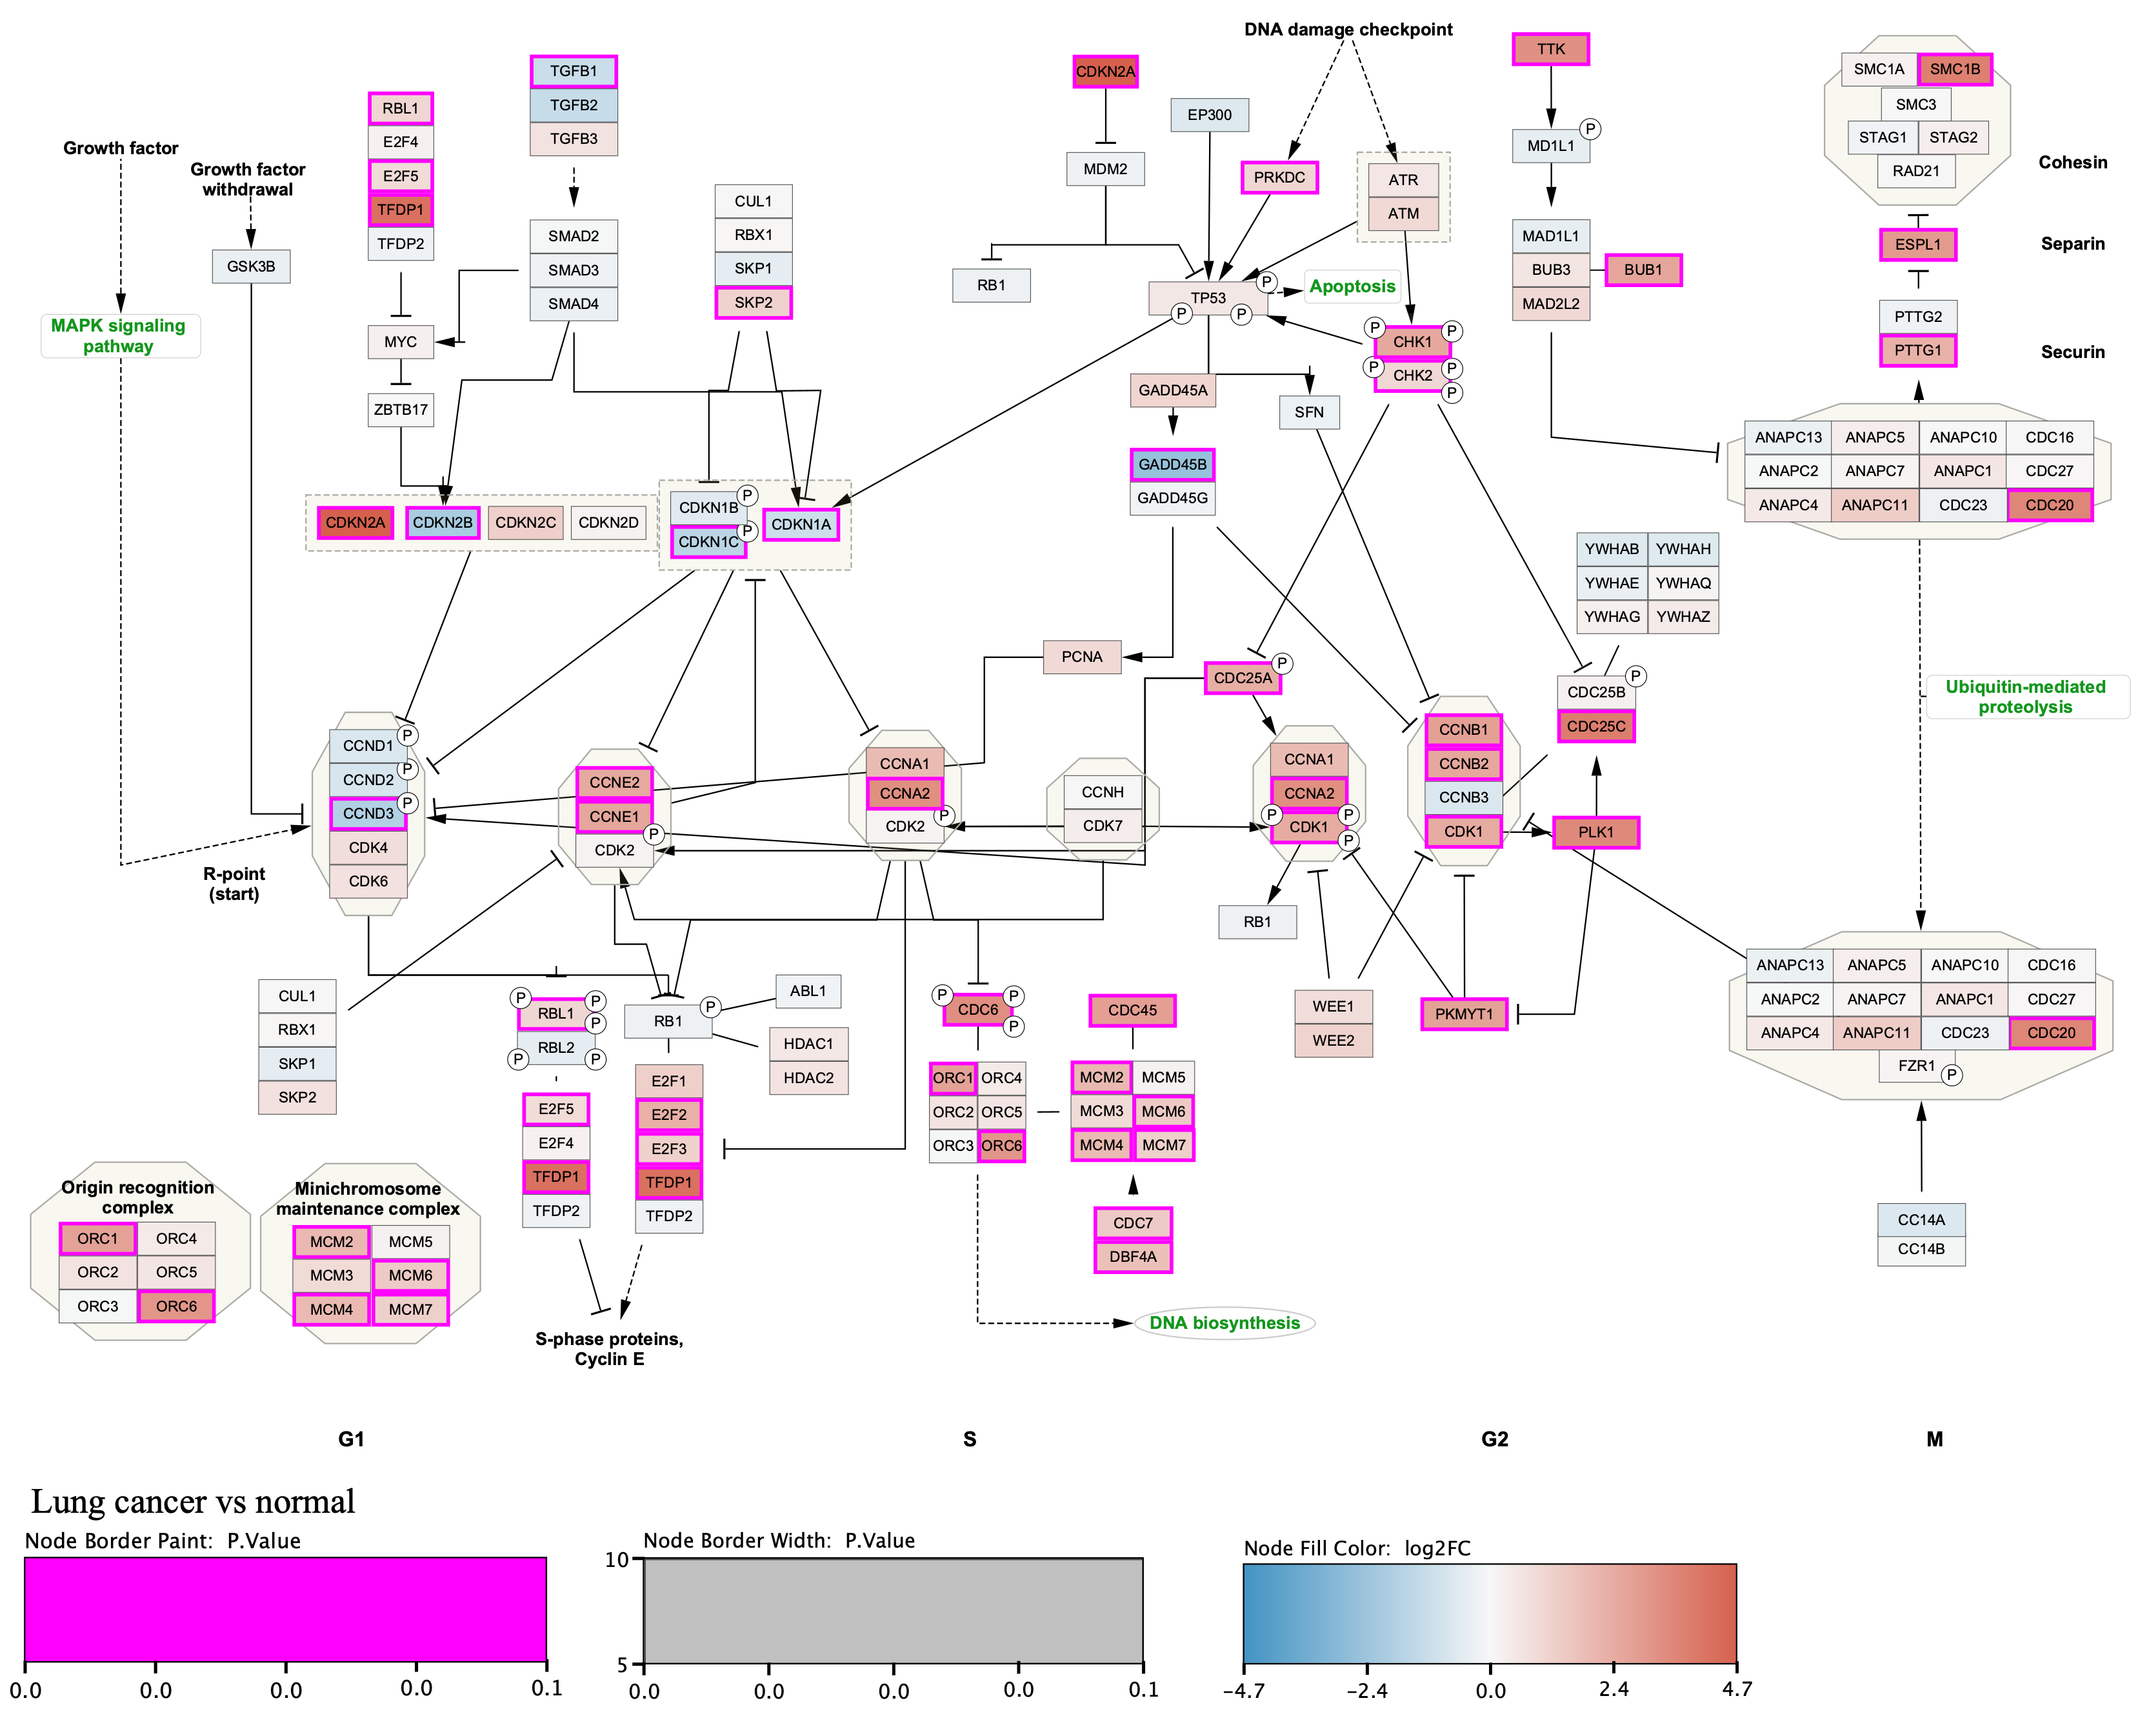 DNA damage checkpoint
Growth factor
Growth factor
withdrawal
MAPK signaling
pathway
GSK3B
RBL1
E2F4
E2F5
TFDP1
TFDP2
MYC
ZBTB17
TGFB1
TGFB2
TGFB3
SMAD2
SMAD3
SMAD4
CUL1
RBX1
SKP1
SKP2
CDKN2A
MDM2
RB1
EP300
PRKDC
ATR
ATM
TP53
P
P
P
Apoptosis
CHK1
CHK2
P
P
P
P
P
GADD45A
GADD45B
GADD45G
SFN
TTK
MD1L1
P
MAD1L1
BUB3
MAD2L2
BUB1
SMC1A
SMC1B
SMC3
STAG1
STAG2
RAD21
Cohesin
ESPL1
Separin
PTTG2
PTTG1
Securin
ANAPC13
ANAPC5
ANAPC10
CDC16
ANAPC2
ANAPC7
ANAPC1
CDC27
ANAPC4
ANAPC11
CDC23
CDC20
CDKN2A
CDKN2B
CDKN2C
CDKN2D
CDKN1B
P
CDKN1C
P
CDKN1A
YWHAB
YWHAH
YWHAE
YWHAQ
YWHAG
YWHAZ
PCNA
CDC25A
P
CDC25B
P
CDC25C
Ubiquitin-mediated
proteolysis
CCND1
P
CCND2
P
CCND3
P
CDK4
CDK6
R-point
(start)
CCNE2
CCNE1
CDK2
P
CCNA1
CCNA2
CDK2
P
CCNH
CDK7
CCNA1
CCNA2
CDK1
P
P
P
CCNB1
CCNB2
CCNB3
CDK1
PLK1
RB1
CUL1
RBX1
SKP1
SKP2
RBL1
RBL2
P
P
P
P
P
RB1
P
ABL1
HDAC1
HDAC2
E2F5
E2F4
TFDP1
TFDP2
E2F1
E2F2
E2F3
TFDP1
TFDP2
CDC6
P
P
P
CDC45
ORC1
ORC4
ORC2
ORC5
ORC3
ORC6
MCM2
MCM5
MCM3
MCM6
MCM4
MCM7
CDC7
DBF4A
WEE1
WEE2
PKMYT1
ANAPC13
ANAPC5
ANAPC10
CDC16
ANAPC2
ANAPC7
ANAPC1
CDC27
ANAPC4
ANAPC11
CDC23
CDC20
FZR1
P
CC14A
CC14B
Origin recognition
complex
ORC1
ORC4
ORC2
ORC5
ORC3
ORC6
Minichromosome
maintenance complex
MCM2
MCM5
MCM3
MCM6
MCM4
MCM7
S-phase proteins,
Cyclin E
DNA biosynthesis
G1
S
G2
M
Lung cancer vs normal
Node Border Paint: P.Value
0.0
0.0
0.0
0.0
0.1
Node Border Width: P.Value
10
5
0.0
0.0
0.0
0.0
0.1
Node Fill Color: log2FC
−4.7
−2.4
0.0
2.4
4.7